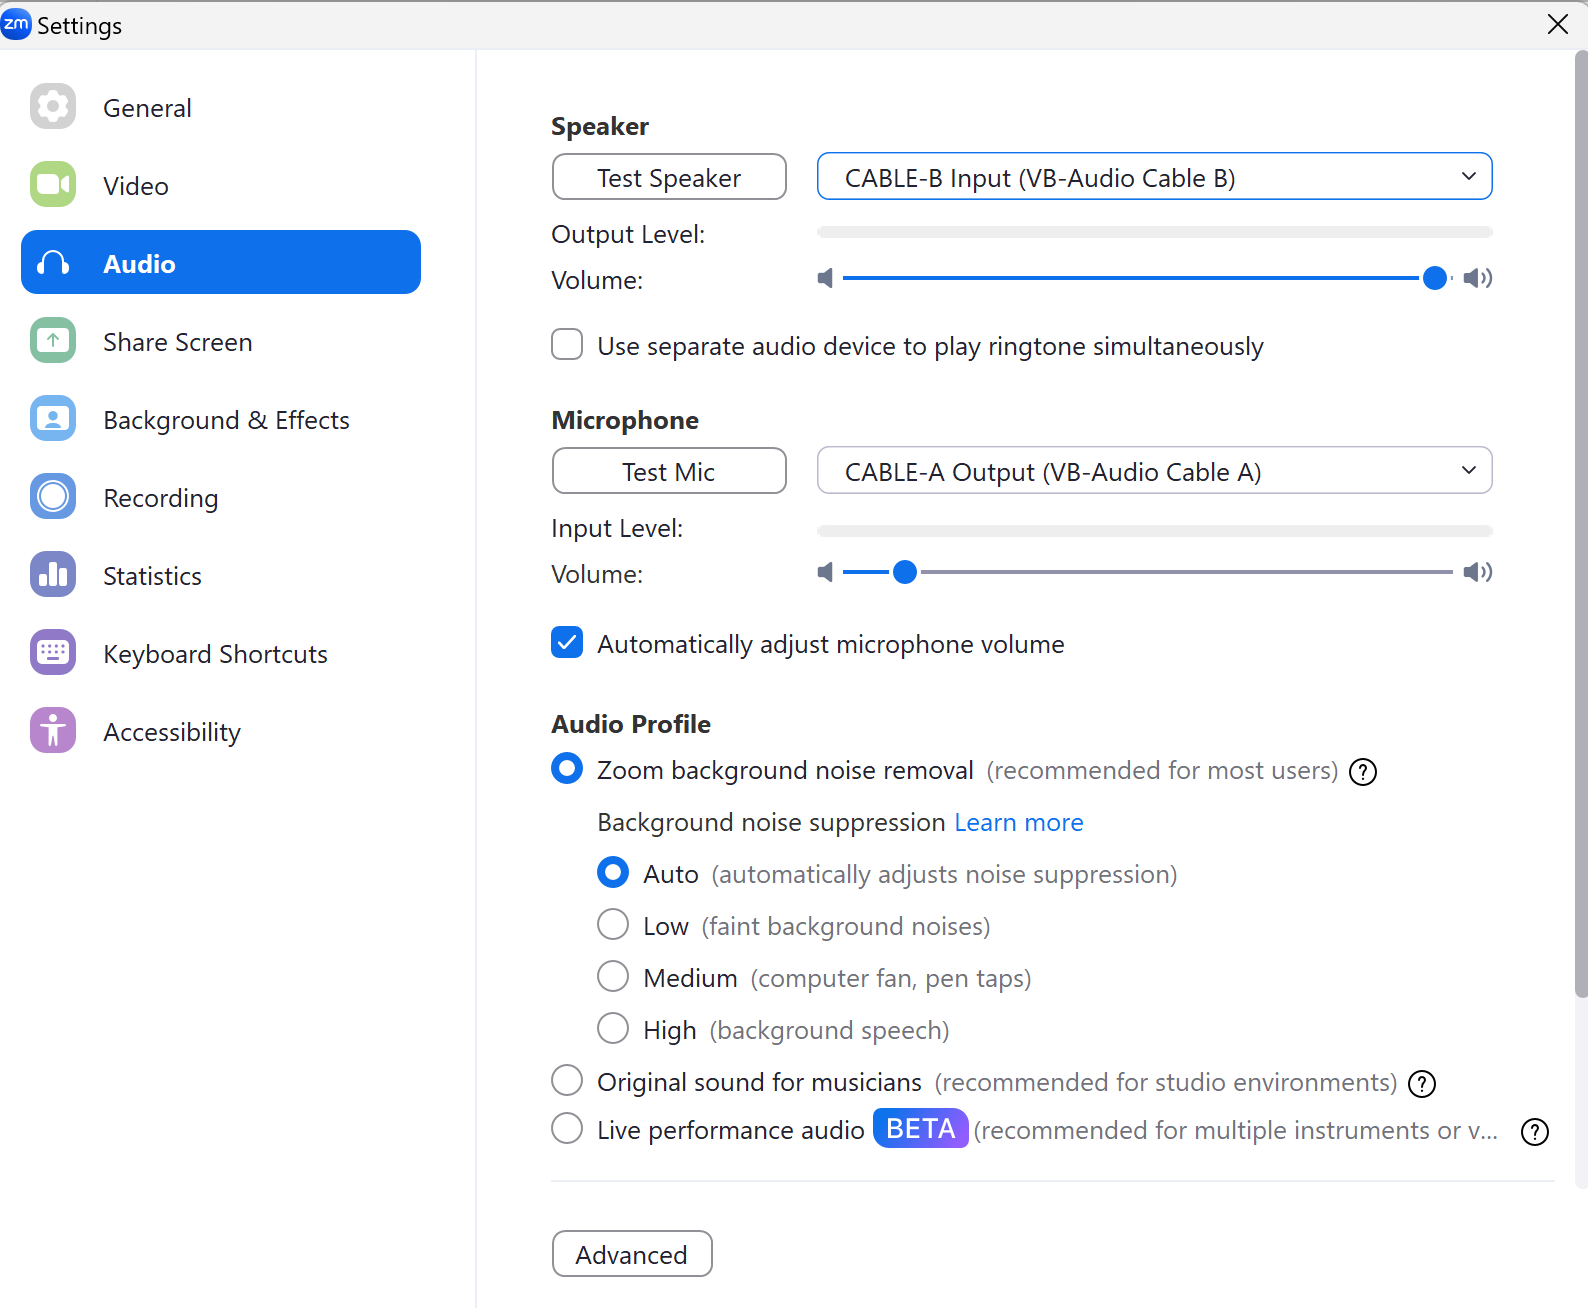 zm Settings
General
Video
Audio
Share Screen
Background & Effects
Recording
Statistics
Keyboard Shortcuts
Accessibility
Speaker
Test Speaker CABLE-B Input (VB-Audio Cable B)
Output Level:
Volume:
Use separate audio device to play ringtone simultaneously
Microphone
Test Mic CABLE-A Output (VB-Audio Cable A)
Input Level:
Volume:
Automatically adjust microphone volume
Audio Profile
Zoom background noise removal (recommended for most users) ?
Background noise suppression Learn more
Auto (automatically adjusts noise suppression)
Low (faint background noises)
Medium (computer fan, pen taps)
High (background speech)
Original sound for musicians (recommended for studio environments) ?
Live performance audio BETA (recommended for multiple instruments or v... ?
Advanced